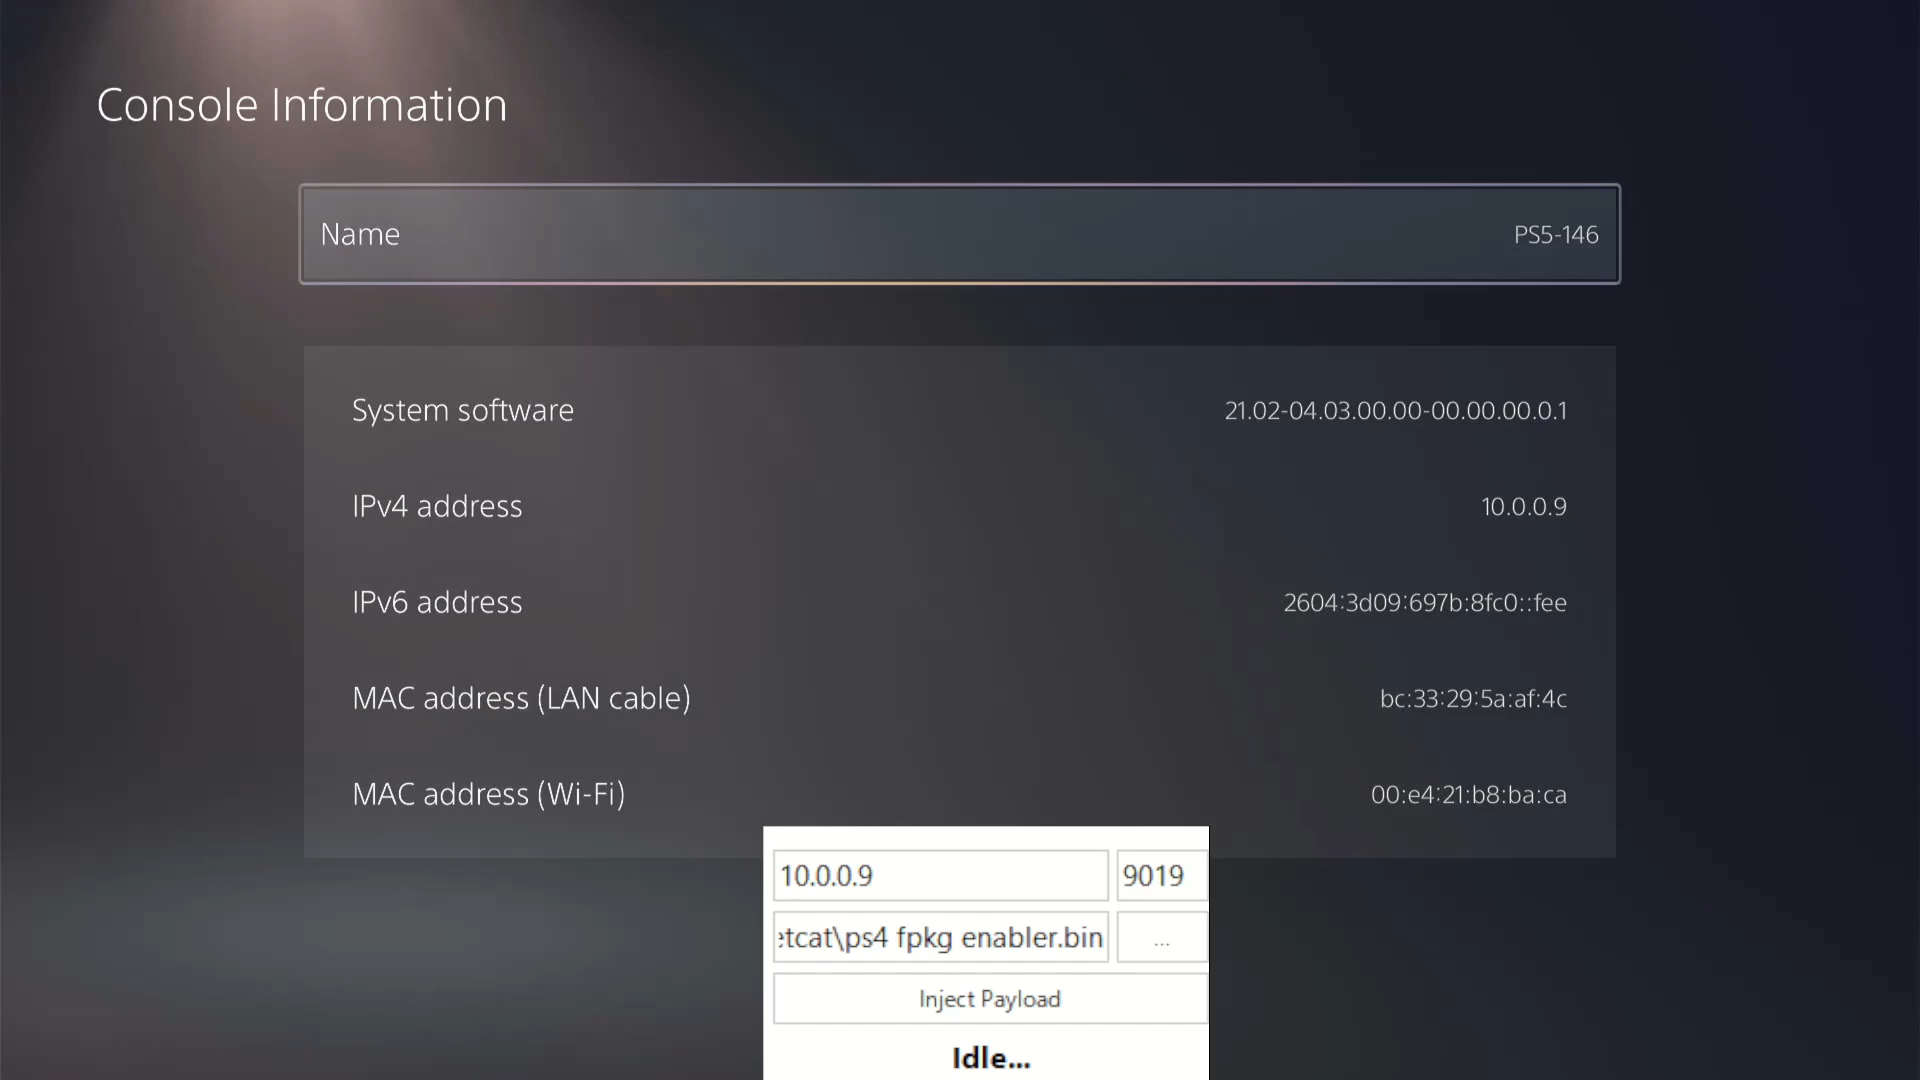 Console Information
Name PS5-146
System software 21.02-04.03.00.00-00.00.00.0.1
IPv4 address 10.0.0.9
IPv6 address 2604:3d09:697b:8fc0::fee
MAC address (LAN cable) bc:33:29:5a:af:4c
MAC address (Wi-Fi) 00:e4:21:b8:ba:ca
10.0.0.9 9019
etcat\ps4 fpkg enabler.bin ...
Inject Payload
Idle...